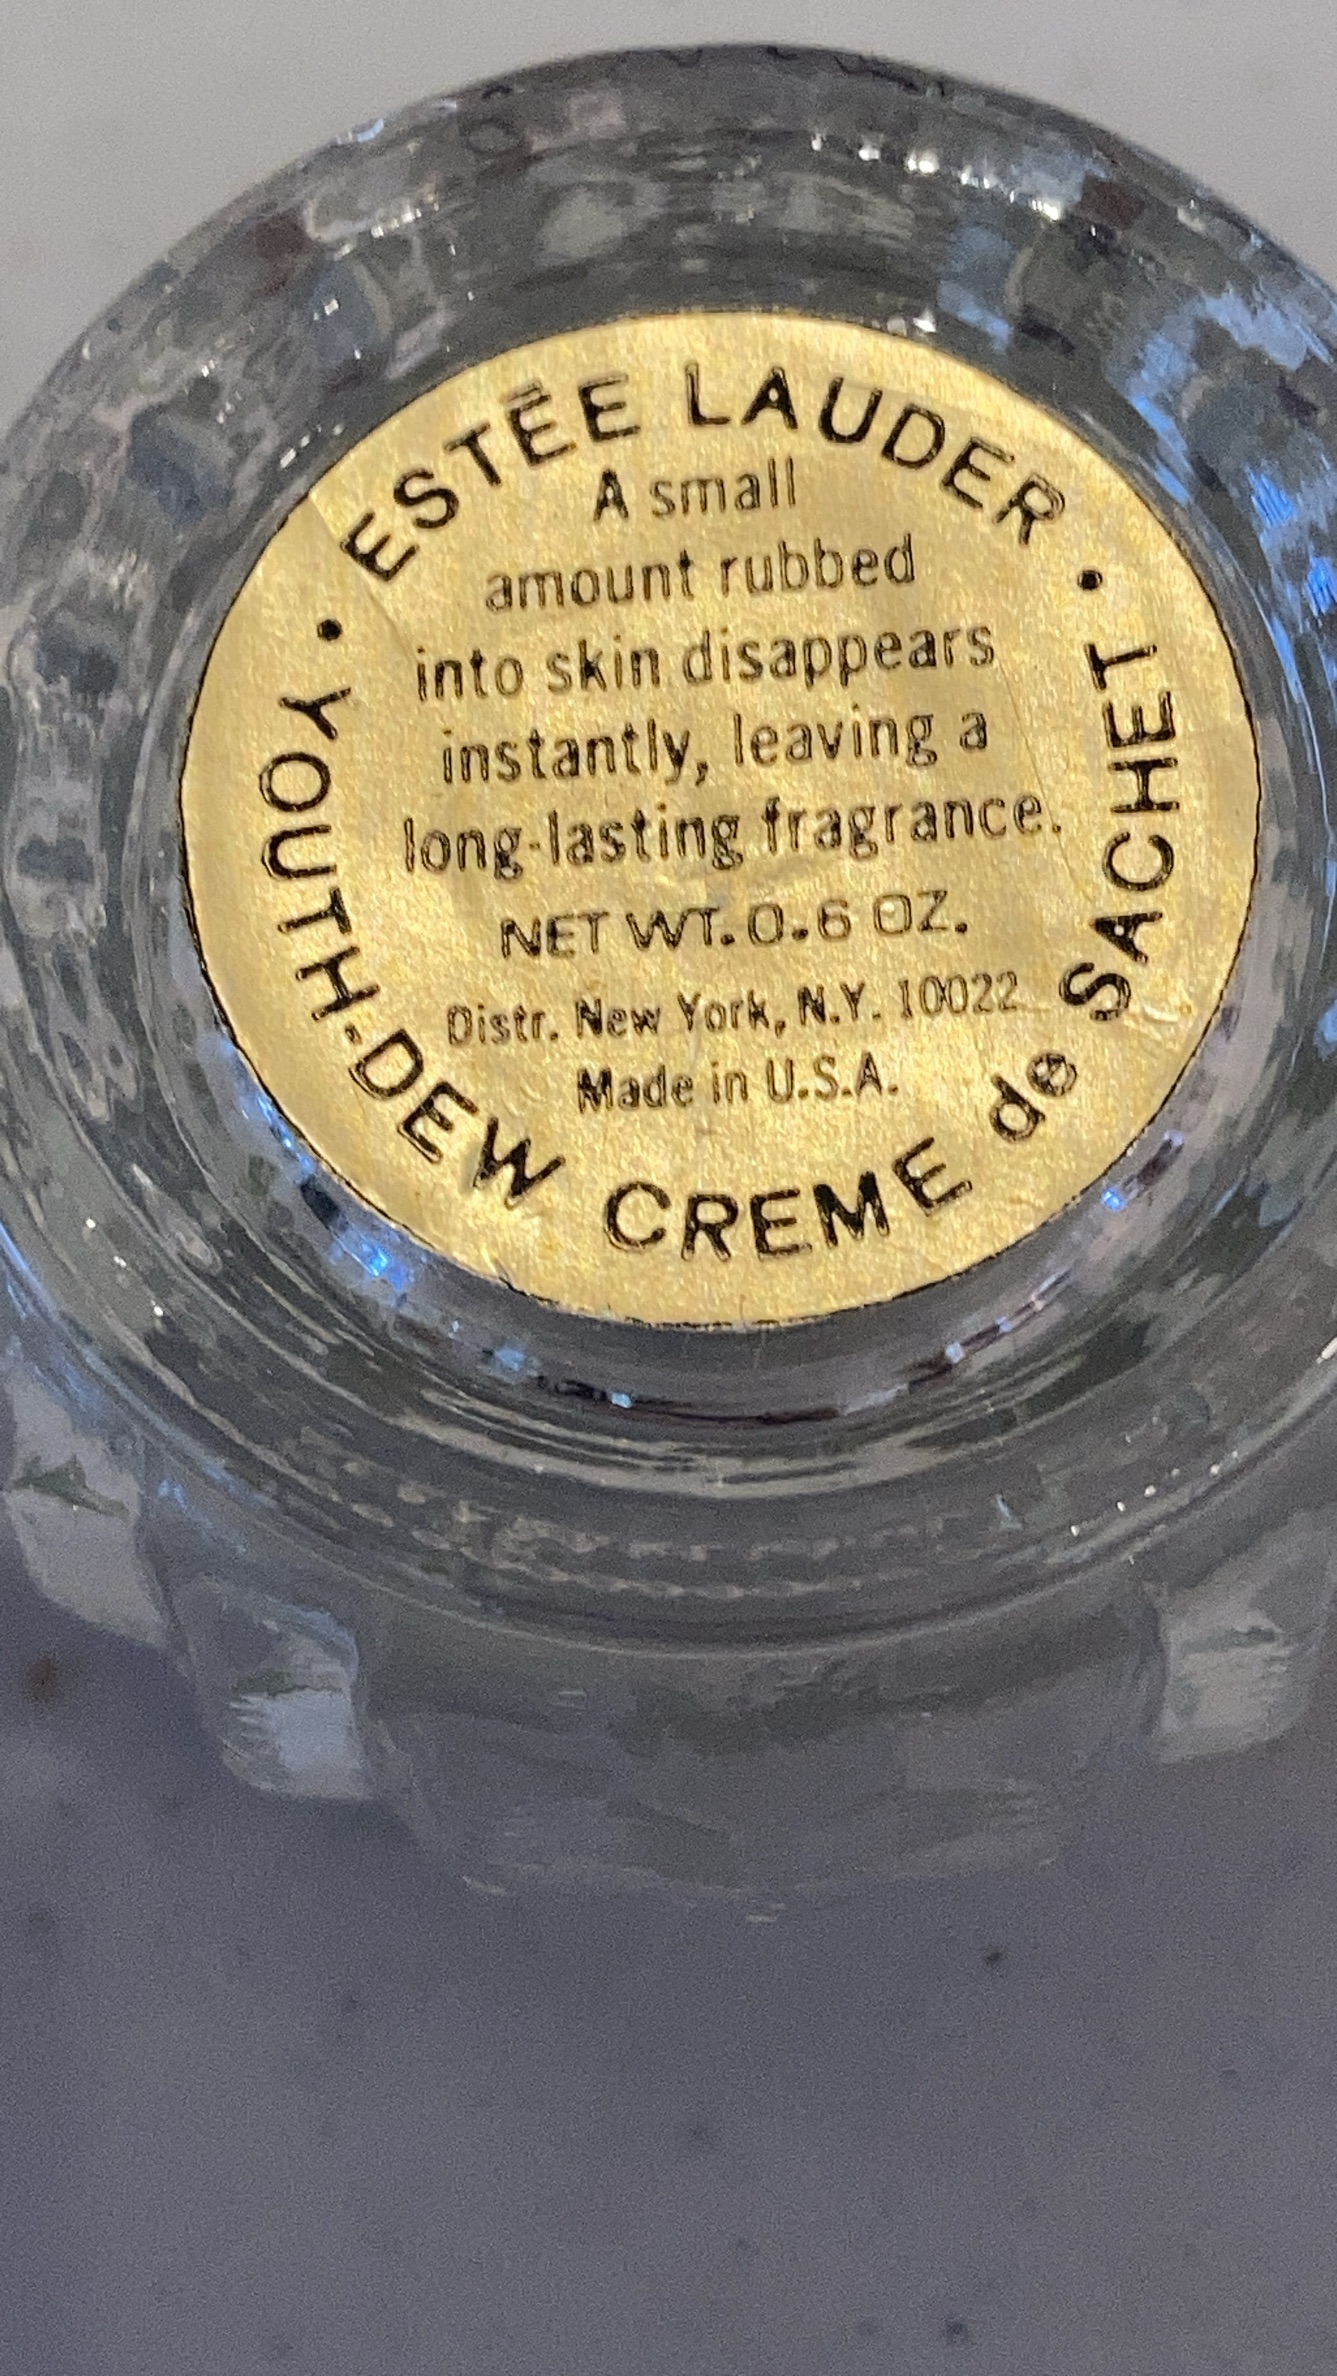 ESTĒE LAUDER
A small
amount rubbed
into skin disappears
instantly, leaving a
long-lasting fragrance.
NET WT. 0.6 OZ.
Distr. New York, N.Y. 10022
Made in U.S.A.
• YOUTH-DEW CREME de SACHET •